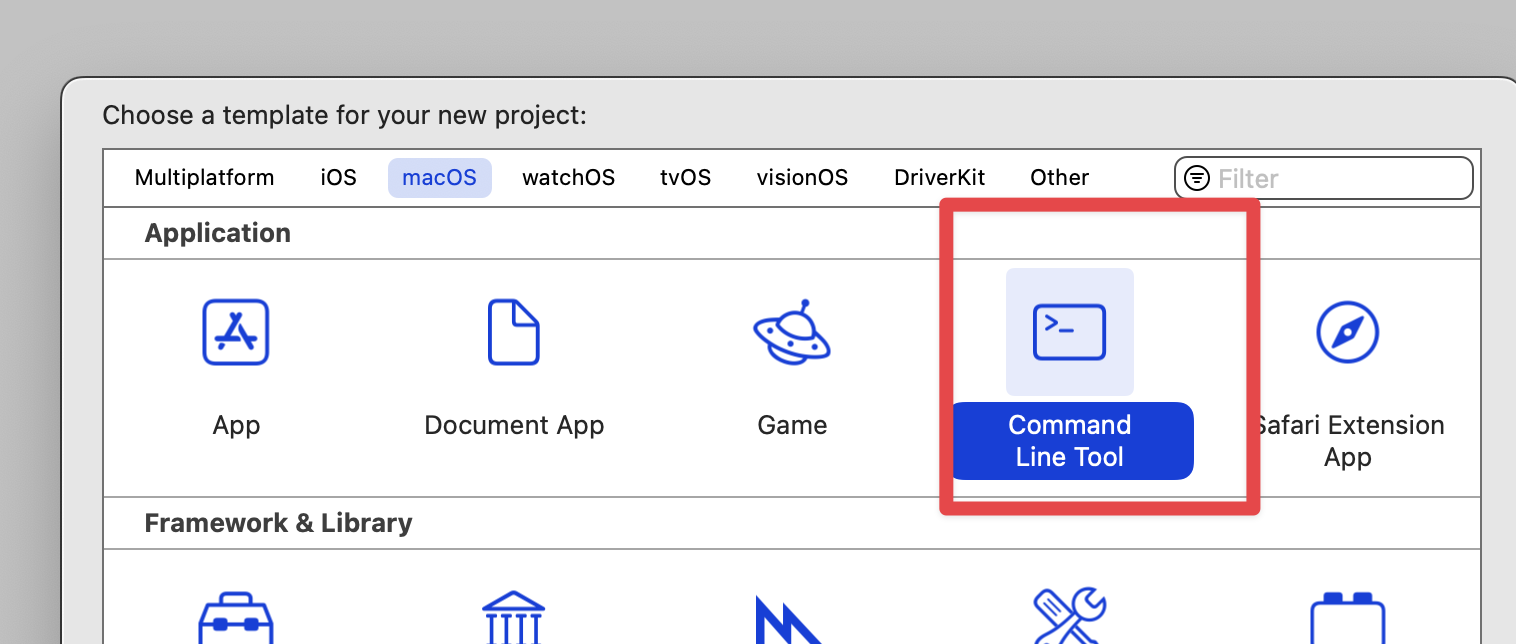 Choose a template for your new project:
Multiplatform iOS macOS watchOS tvOS visionOS DriverKit Other Filter
Application
App
Document App
Game
Command
Line Tool
Safari Extension
App
Framework & Library